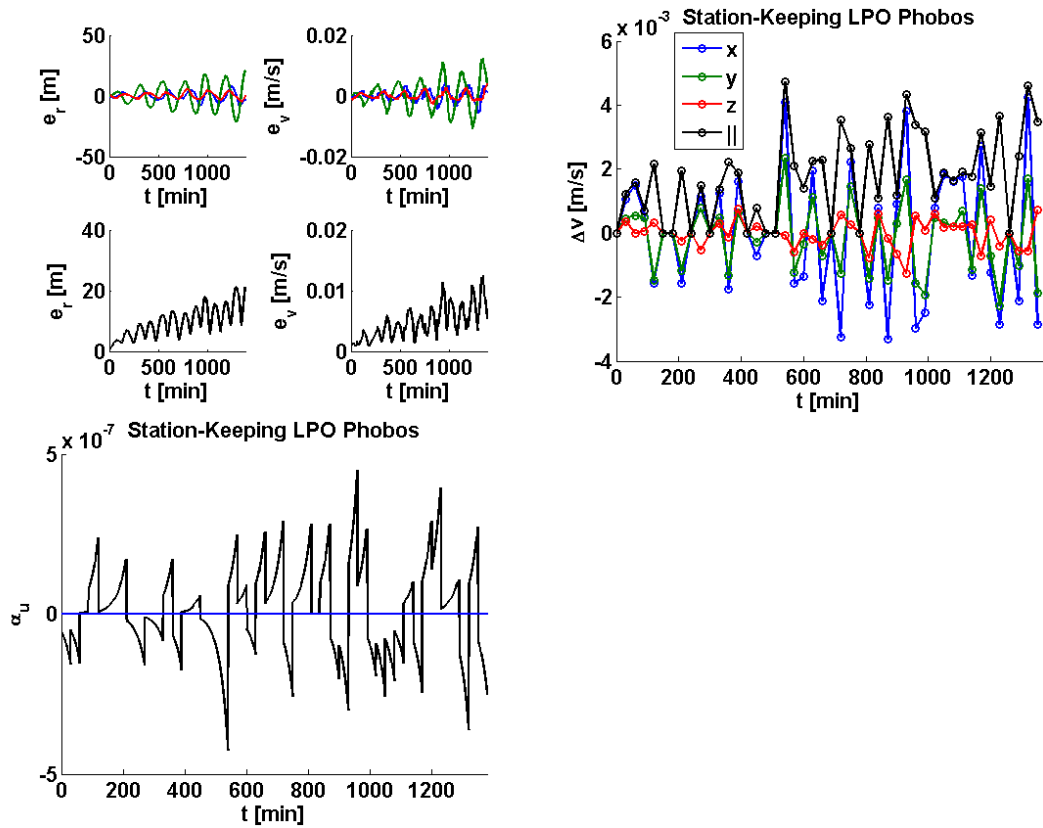 50
0
-50
0 500 1000
t [min]
e_r [m]
0.02
0
-0.02
0 500 1000
t [min]
e_v [m/s]
40
20
0
0 500 1000
t [min]
e_r [m]
0.02
0.01
0
0 500 1000
t [min]
e_v [m/s]
x 10^-3 Station-Keeping LPO Phobos
6
4
2
0
-2
-4
x
y
z
||
Δv [m/s]
0 200 400 600 800 1000 1200
t [min]
x 10^-7 Station-Keeping LPO Phobos
5
0
-5
α_u
0 200 400 600 800 1000 1200
t [min]